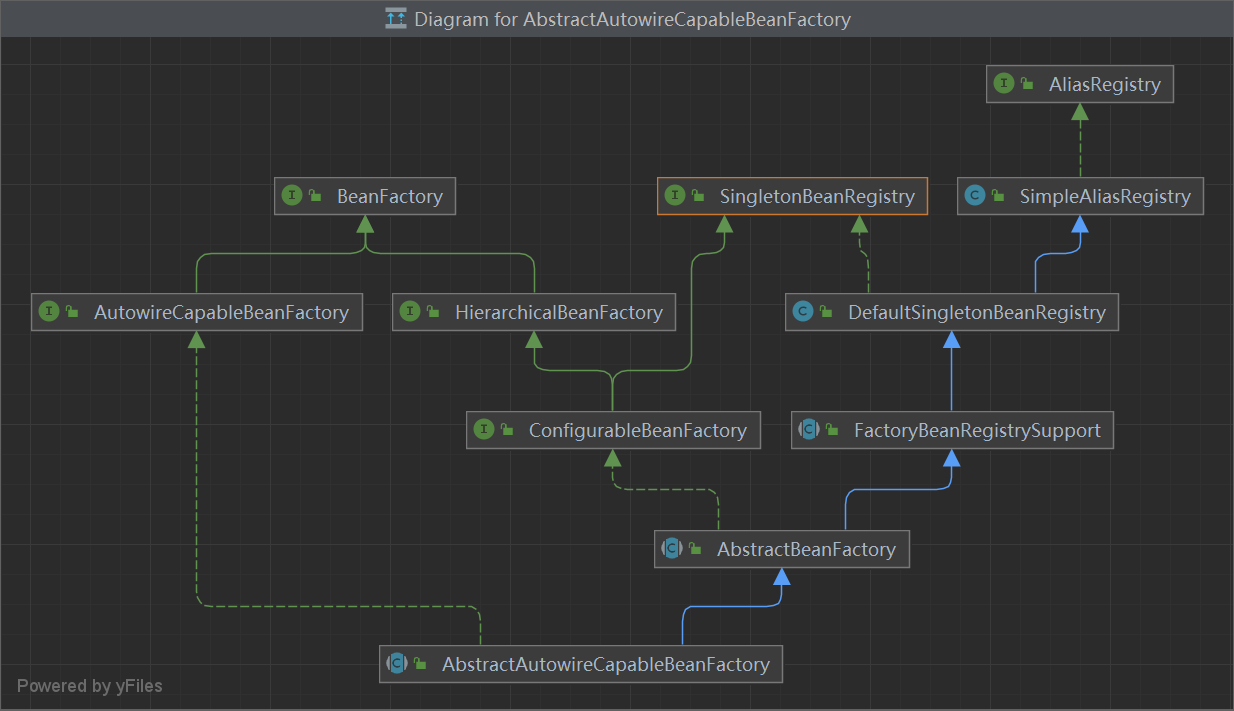 Diagram for AbstractAutowireCapableBeanFactory
I AliasRegistry
I BeanFactory
I SingletonBeanRegistry
C SimpleAliasRegistry
I AutowireCapableBeanFactory
I HierarchicalBeanFactory
C DefaultSingletonBeanRegistry
I ConfigurableBeanFactory
C FactoryBeanRegistrySupport
C AbstractBeanFactory
C AbstractAutowireCapableBeanFactory
Powered by yFiles